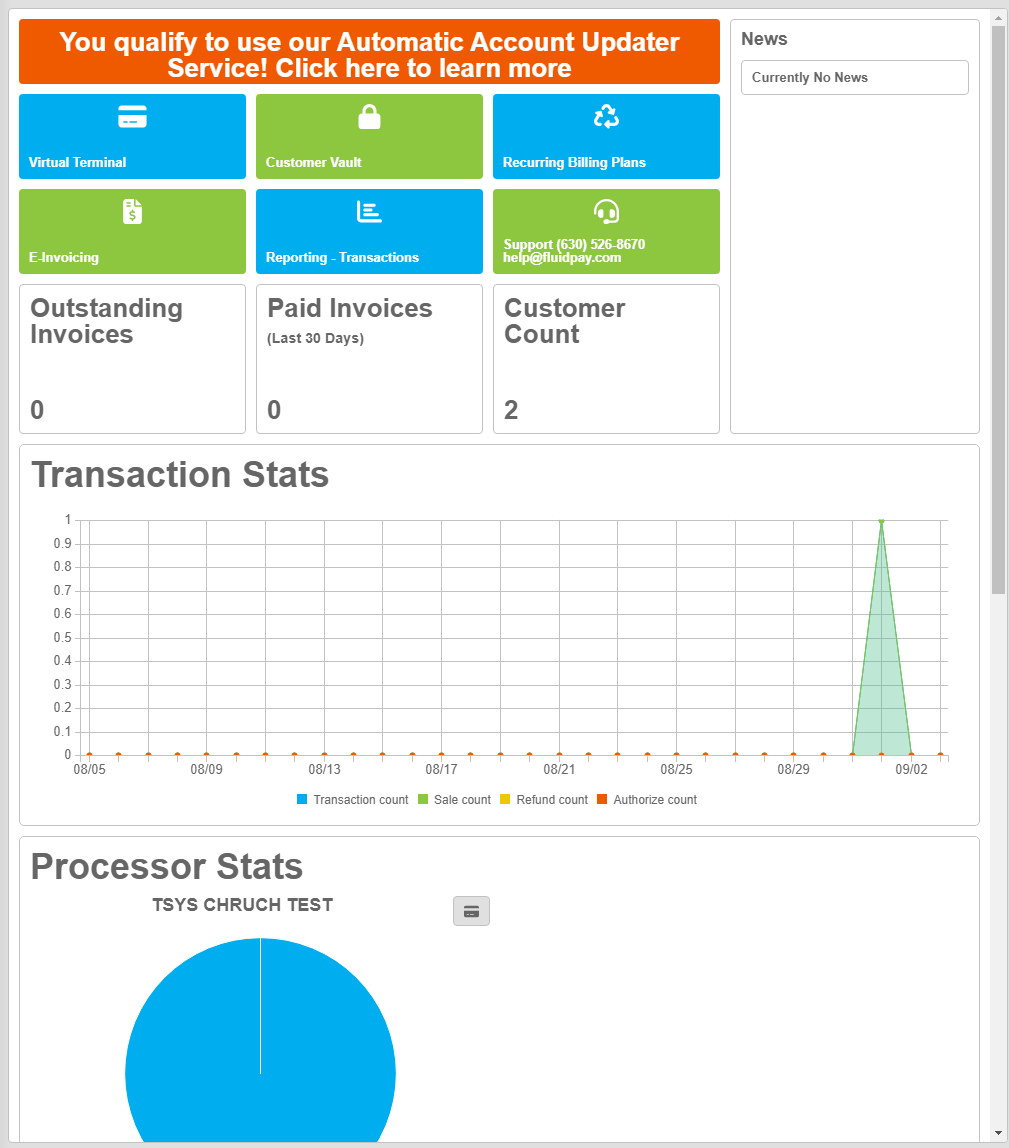 You qualify to use our Automatic Account Updater
Service! Click here to learn more
News
Currently No News
Virtual Terminal
Customer Vault
Recurring Billing Plans
E-Invoicing
Reporting - Transactions
Support (630) 526-8670
help@fluidpay.com
Outstanding
Invoices
0
Paid Invoices
(Last 30 Days)
0
Customer
Count
2
Transaction Stats
1
0.9
0.8
0.7
0.6
0.5
0.4
0.3
0.2
0.1
0
08/05 08/09 08/13 08/17 08/21 08/25 08/29 09/02
Transaction count Sale count Refund count Authorize count
Processor Stats
TSYS CHRUCH TEST